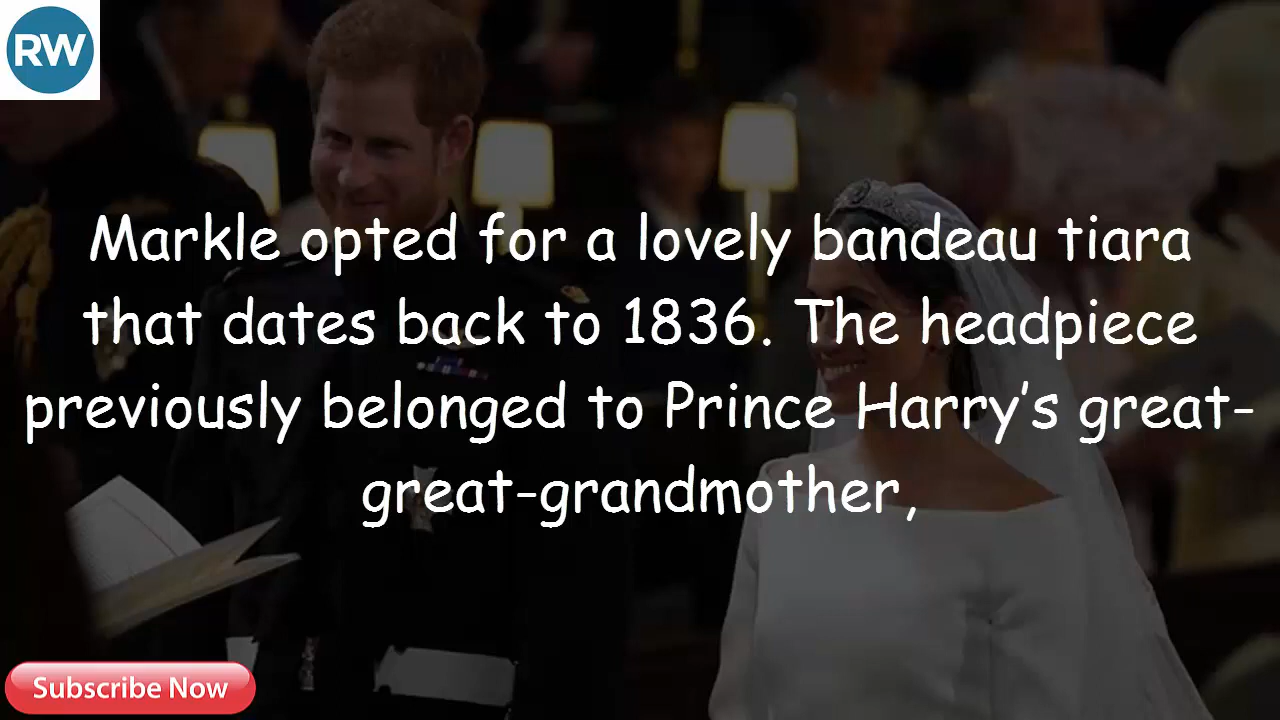 RW
Markle opted for a lovely bandeau tiara
that dates back to 1836. The headpiece
previously belonged to Prince Harry’s great-
great-grandmother,
Subscribe Now